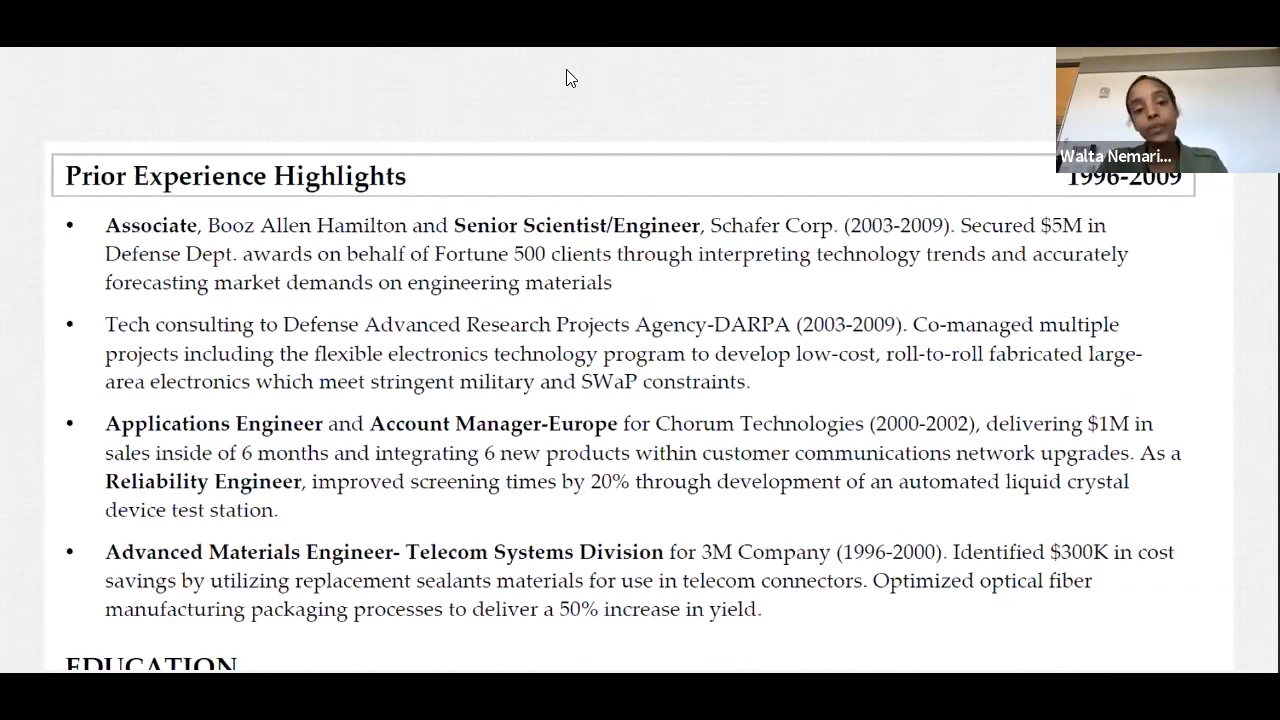 Walta Nemari...
Prior Experience Highlights 1996-2009
• Associate, Booz Allen Hamilton and Senior Scientist/Engineer, Schafer Corp. (2003-2009). Secured $5M in
Defense Dept. awards on behalf of Fortune 500 clients through interpreting technology trends and accurately
forecasting market demands on engineering materials
• Tech consulting to Defense Advanced Research Projects Agency-DARPA (2003-2009). Co-managed multiple
projects including the flexible electronics technology program to develop low-cost, roll-to-roll fabricated large-
area electronics which meet stringent military and SWaP constraints.
• Applications Engineer and Account Manager-Europe for Chorum Technologies (2000-2002), delivering $1M in
sales inside of 6 months and integrating 6 new products within customer communications network upgrades. As a
Reliability Engineer, improved screening times by 20% through development of an automated liquid crystal
device test station.
• Advanced Materials Engineer- Telecom Systems Division for 3M Company (1996-2000). Identified $300K in cost
savings by utilizing replacement sealants materials for use in telecom connectors. Optimized optical fiber
manufacturing packaging processes to deliver a 50% increase in yield.
EDUCATION